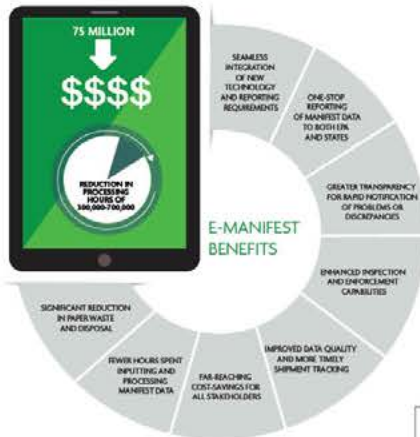 75 MILLION
$$$$
REDUCTION IN
PROCESSING
HOURS OF
300,000-700,000
E-MANIFEST
BENEFITS
SEAMLESS
INTEGRATION
OF NEW
TECHNOLOGY
AND REPORTING
REQUIREMENTS
ONE-STOP
REPORTING
OF MANIFEST DATA
TO BOTH EPA
AND STATES
GREATER TRANSPARENCY
FOR RAPID NOTIFICATION
OF PROBLEMS OR
DISCREPANCIES
ENHANCED INSPECTION
AND ENFORCEMENT
CAPABILITIES
IMPROVED DATA QUALITY
AND MORE TIMELY
SHIPMENT TRACKING
FAR-REACHING
COST-SAVINGS FOR
ALL STAKEHOLDERS
FEWER HOURS SPENT
INPUTTING AND
PROCESSING
MANIFEST DATA
SIGNIFICANT REDUCTION
IN PAPER WASTE
AND DISPOSAL